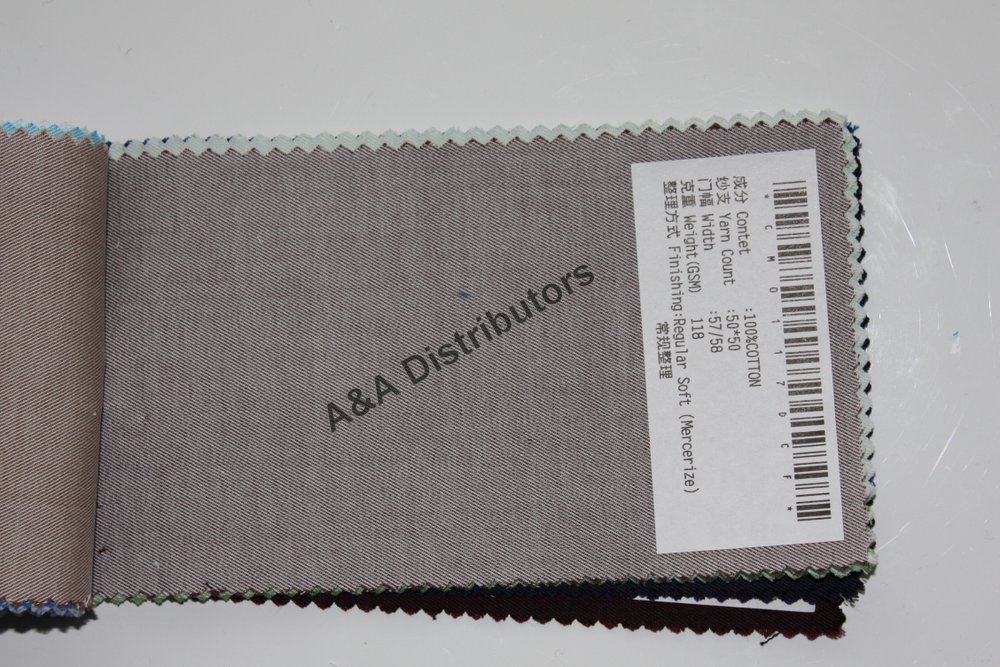 *CM0117DCF*
成分 Contet :100%COTTON
纱支 Yarn Count :50*50
门幅 Width :57/58
克重 Weight(GSM) 118
整理方式 Finishing:Regular Soft (Mercerize)
常规整理
A&A Distributors